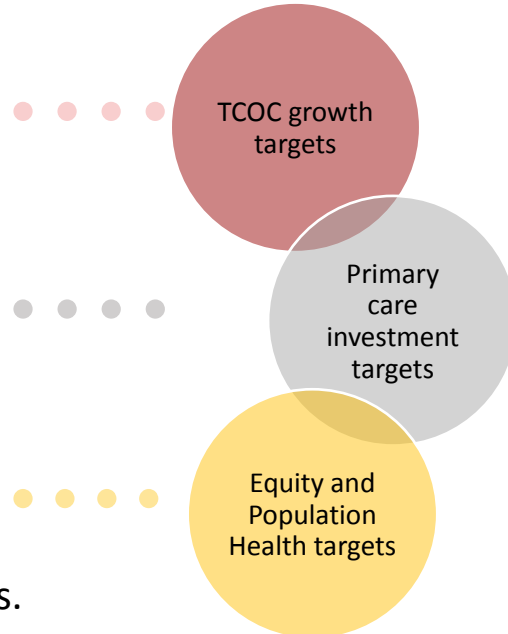 TCOC growth
targets
Primary
care
investment
targets
Equity and
Population
Health targets
s.